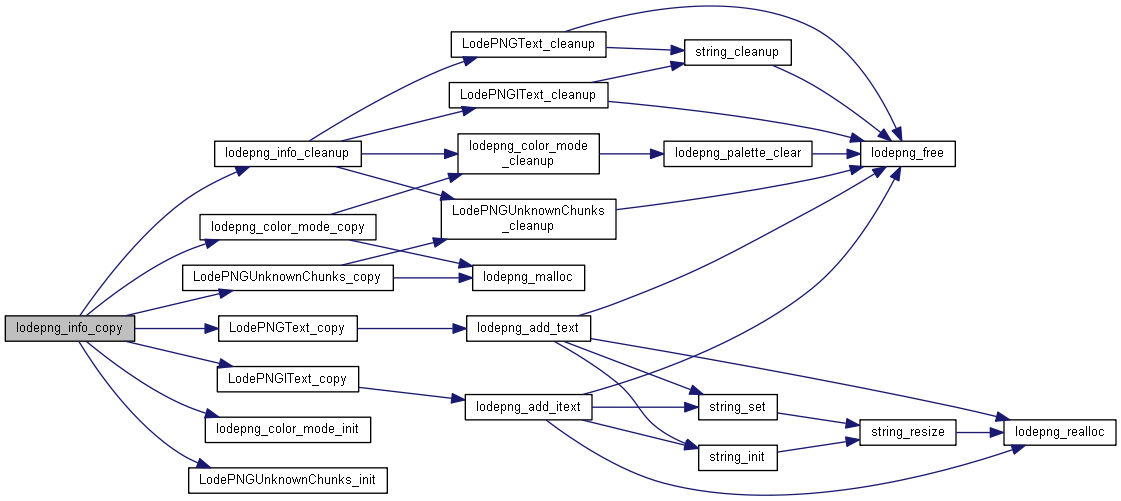 LodePNGText_cleanup
string_cleanup
LodePNGIText_cleanup
lodepng_info_cleanup
lodepng_color_mode
_cleanup
lodepng_palette_clear
lodepng_free
LodePNGUnknownChunks
_cleanup
lodepng_color_mode_copy
LodePNGUnknownChunks_copy
lodepng_malloc
lodepng_info_copy
LodePNGText_copy
lodepng_add_text
LodePNGIText_copy
lodepng_add_itext
string_set
lodepng_color_mode_init
string_resize
lodepng_realloc
string_init
LodePNGUnknownChunks_init